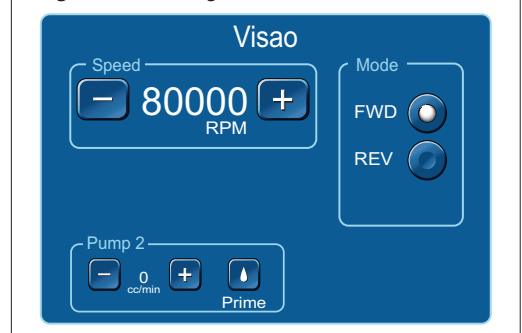 Visao
Speed
− 80000 +
RPM
Mode
FWD
REV
Pump 2
− 0 +
cc/min
Prime